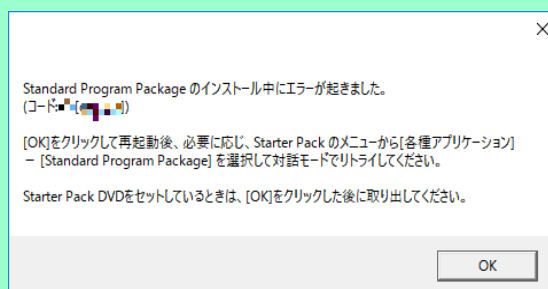 Standard Program Package のインストール中にエラーが起きました。
(コード:
[OK]をクリックして再起動後、必要に応じ、Starter Pack のメニューから[各種アプリケーション]
－ [Standard Program Package] を選択して対話モードでリトライしてください。
Starter Pack DVDをセットしているときは、[OK]をクリックした後に取り出してください。
OK